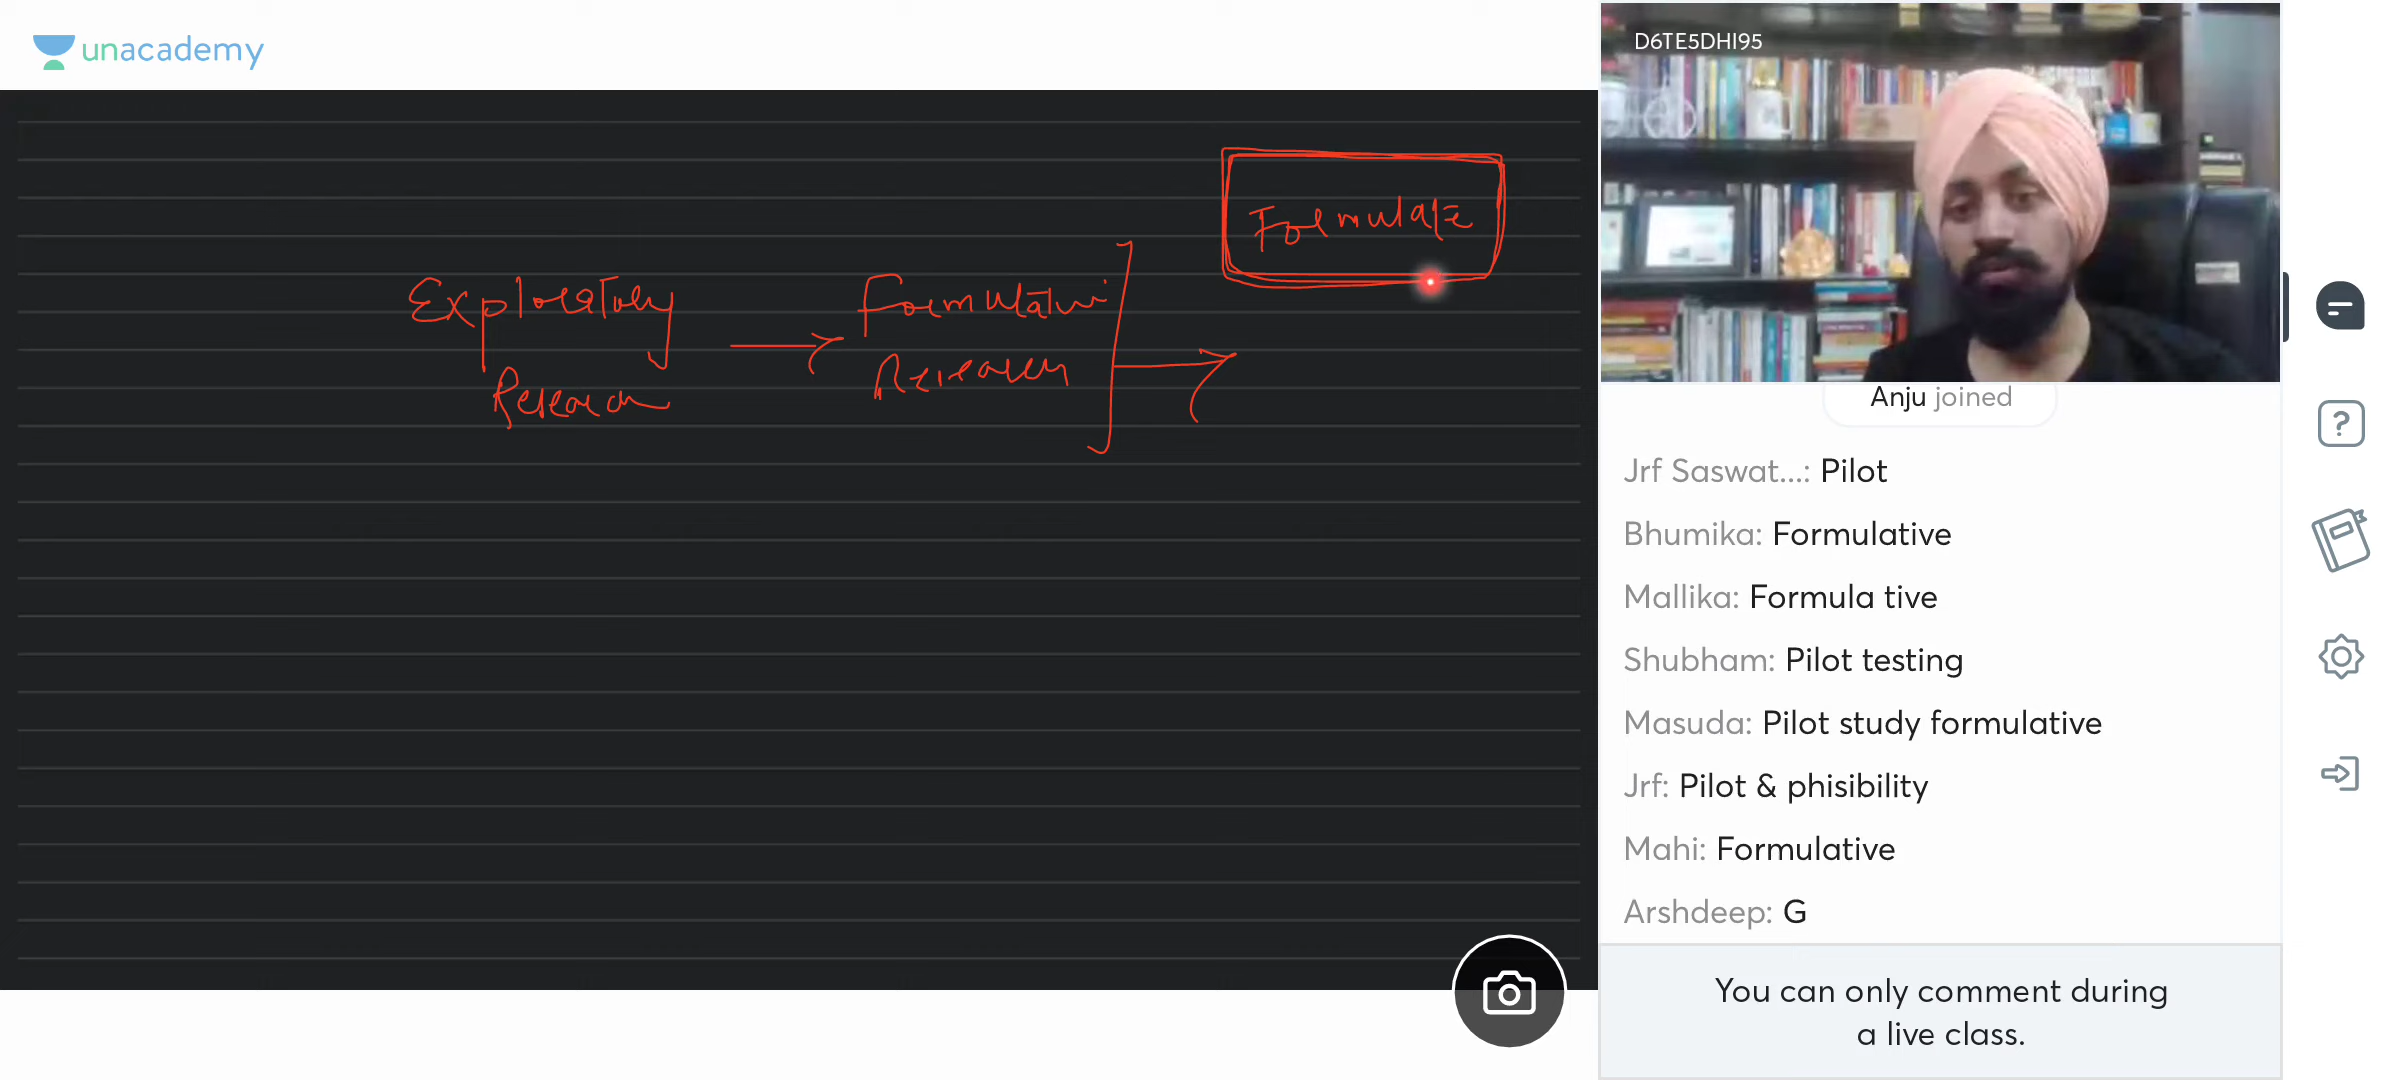 unacademy
D6TE5DHI95
Formulate
Exploratory
Research
Formulative
Research
Anju joined
Jrf Saswat...: Pilot
Bhumika: Formulative
Mallika: Formula tive
Shubham: Pilot testing
Masuda: Pilot study formulative
Jrf: Pilot & phisibility
Mahi: Formulative
Arshdeep: G
You can only comment during
a live class.